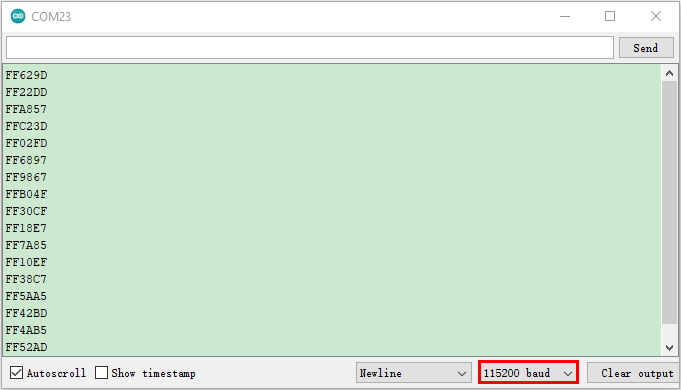 COM23
Send
FF629D
FF22DD
FFA857
FFC23D
FF02FD
FF6897
FF9867
FFB04F
FF30CF
FF18E7
FF7A85
FF10EF
FF38C7
FF5AA5
FF42BD
FF4AB5
FF52AD
Autoscroll Show timestamp Newline 115200 baud Clear output